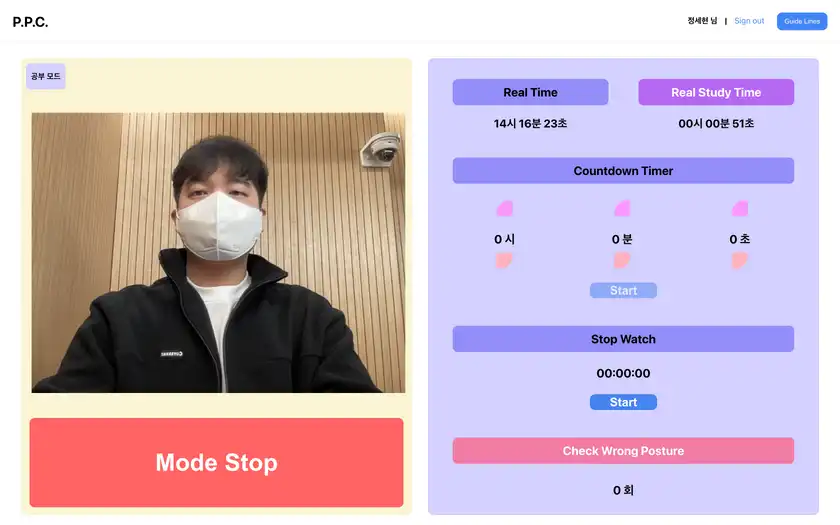 P.P.C.
정세현 님 | Sign out Guide Lines
공부 모드
Mode Stop
Real Time
Real Study Time
14시 16분 23초
00시 00분 51초
Countdown Timer
0 시
0 분
0 초
Start
Stop Watch
00:00:00
Start
Check Wrong Posture
0 회